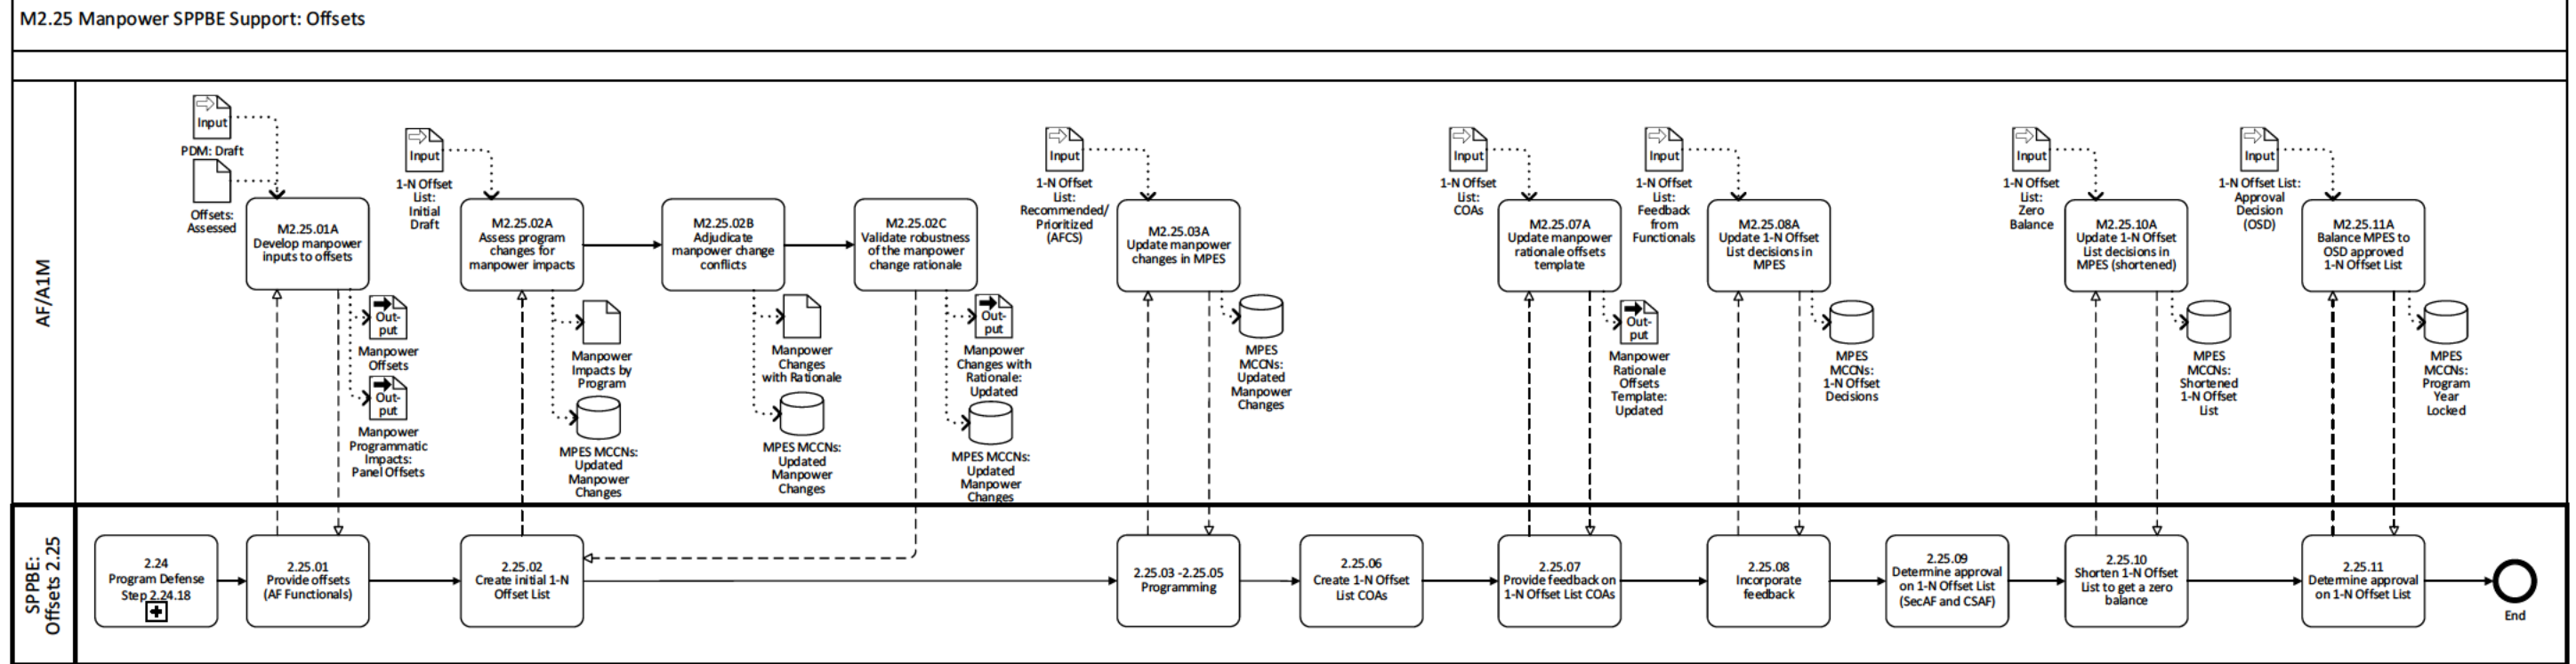 M2.25 Manpower SPPBE Support: Offsets
AF/A1M
Input
PDM: Draft
Offsets:
Assessed
M2.25.01A
Develop manpower
inputs to offsets
Out-
put
Manpower
Offsets
Out-
put
Manpower
Programmatic
Impacts:
Panel Offsets
Input
1-N Offset
List:
Initial
Draft
M2.25.02A
Assess program
changes for
manpower impacts
Manpower
Impacts by
Program
MPES MCCNs:
Updated
Manpower
Changes
M2.25.02B
Adjudicate
manpower change
conflicts
Manpower
Changes
with Rationale
MPES MCCNs:
Updated
Manpower
Changes
M2.25.02C
Validate robustness
of the manpower
change rationale
Out-
put
Manpower
Changes with
Rationale:
Updated
MPES MCCNs:
Updated
Manpower
Changes
Input
1-N Offset
List:
Recommended/
Prioritized
(AFCS)
M2.25.03A
Update manpower
changes in MPES
MPES
MCCNs:
Updated
Manpower
Changes
Input
1-N Offset
List:
COAs
M2.25.07A
Update manpower
rationale offsets
template
Out-
put
Manpower
Rationale
Offsets
Template:
Updated
Input
1-N Offset
List:
Feedback
from
Functionals
M2.25.08A
Update 1-N Offset
List decisions in
MPES
MPES
MCCNs:
1-N Offset
Decisions
Input
1-N Offset
List:
Zero
Balance
M2.25.10A
Update 1-N Offset
List decisions in
MPES (shortened)
MPES
MCCNs:
Shortened
1-N Offset
List
Input
1-N Offset List:
Approval
Decision
(OSD)
M2.25.11A
Balance MPES to
OSD approved
1-N Offset List
MPES
MCCNs:
Program
Year
Locked
SPPBE:
Offsets 2.25
2.24
Program Defense
Step 2.24.18
2.25.01
Provide offsets
(AF Functionals)
2.25.02
Create initial 1-N
Offset List
2.25.03 -2.25.05
Programming
2.25.06
Create 1-N Offset
List COAs
2.25.07
Provide feedback on
1-N Offset List COAs
2.25.08
Incorporate
feedback
2.25.09
Determine approval
on 1-N Offset List
(SecAF and CSAF)
2.25.10
Shorten 1-N Offset
List to get a zero
balance
2.25.11
Determine approval
on 1-N Offset List
End